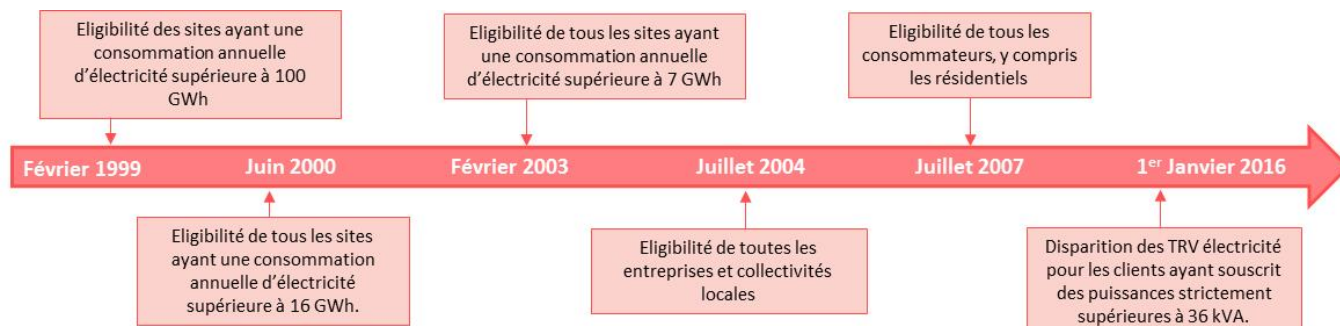 Eligibilité des sites ayant une
consommation annuelle
d'électricité supérieure à 100
GWh
Eligibilité de tous les sites ayant
une consommation annuelle
d'électricité supérieure à 7 GWh
Eligibilité de tous les
consommateurs, y compris
les résidentiels
Février 1999
Juin 2000
Février 2003
Juillet 2004
Juillet 2007
1er Janvier 2016
Eligibilité de tous les sites
ayant une consommation
annuelle d'électricité
supérieure à 16 GWh.
Eligibilité de toutes les
entreprises et collectivités
locales
Disparition des TRV électricité
pour les clients ayant souscrit
des puissances strictement
supérieures à 36 kVA.